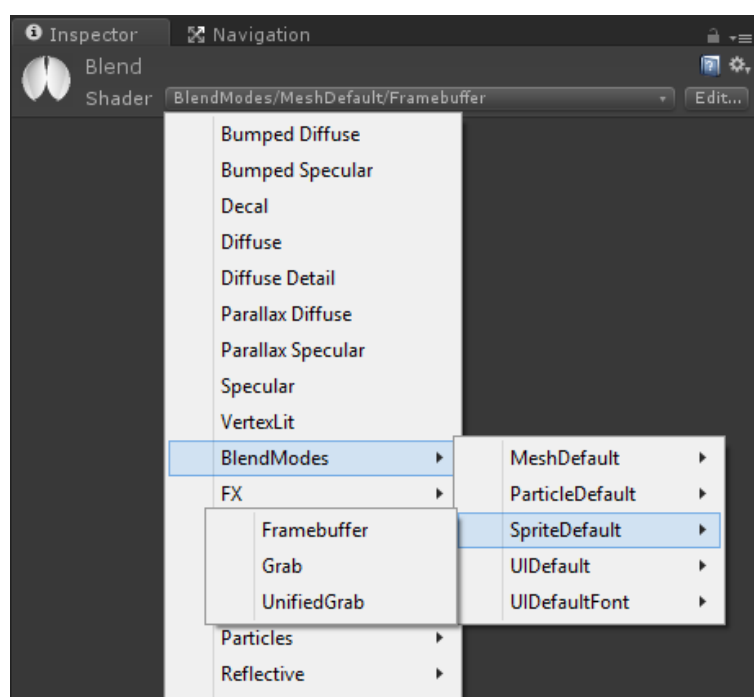 Inspector Navigation
Blend
Shader BlendModes/MeshDefault/Framebuffer Edit...
Bumped Diffuse
Bumped Specular
Decal
Diffuse
Diffuse Detail
Parallax Diffuse
Parallax Specular
Specular
VertexLit
BlendModes
FX
Particles
Reflective
MeshDefault
ParticleDefault
SpriteDefault
UIDefault
UIDefaultFont
Framebuffer
Grab
UnifiedGrab